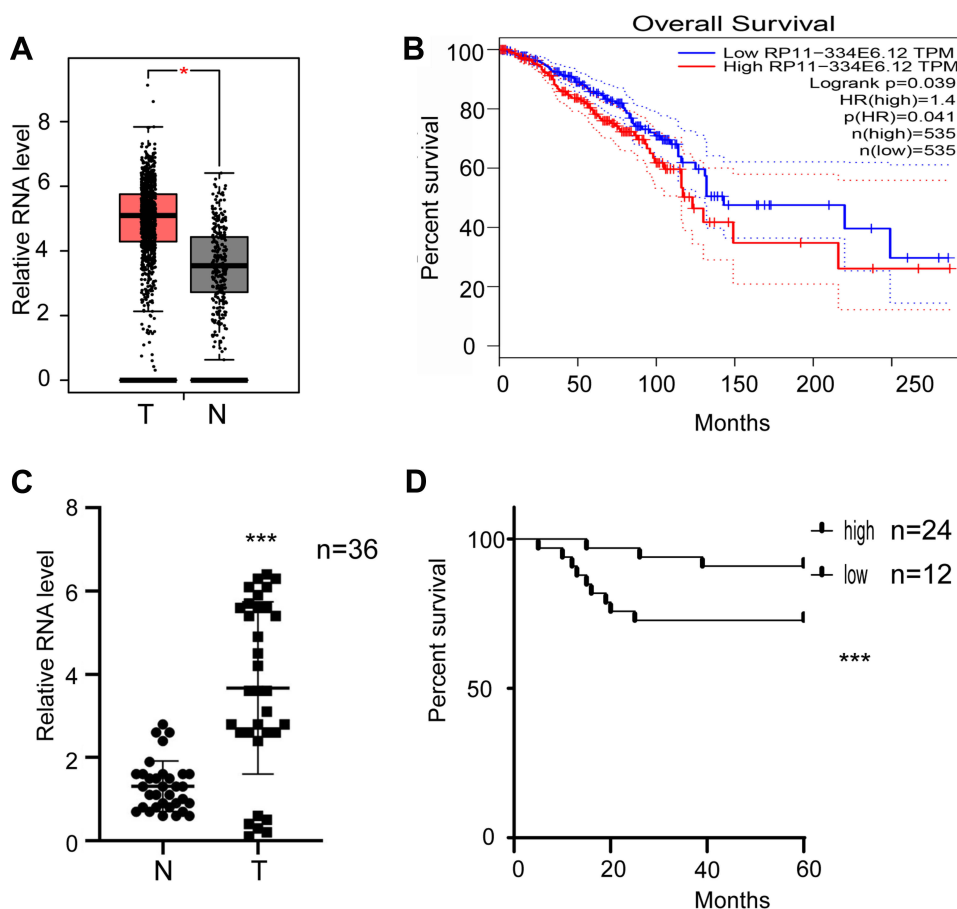 A
Relative RNA level
8
6
4
2
0
*
T
N
B
Overall Survival
Low RP11−334E6.12 TPM
High RP11−334E6.12 TPM
Logrank p=0.039
HR(high)=1.4
p(HR)=0.041
n(high)=535
n(low)=535
Percent survival
100
80
60
40
20
0
0
50
100
150
200
250
Months
C
Relative RNA level
8
6
4
2
0
***
n=36
N
T
D
Percent survival
100
50
0
high n=24
low n=12
***
0
20
40
60
Months